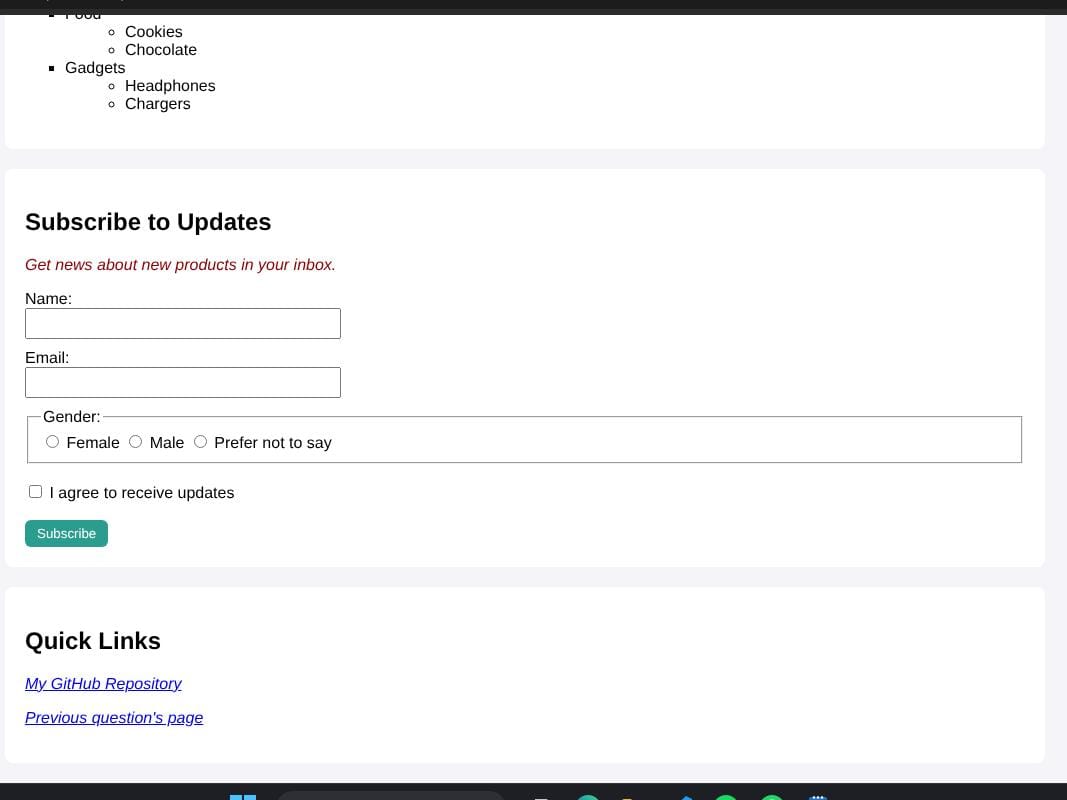 Food
Cookies
Chocolate
Gadgets
Headphones
Chargers
Subscribe to Updates
Get news about new products in your inbox.
Name:
Email:
Gender:
Female Male Prefer not to say
I agree to receive updates
Subscribe
Quick Links
My GitHub Repository
Previous question's page